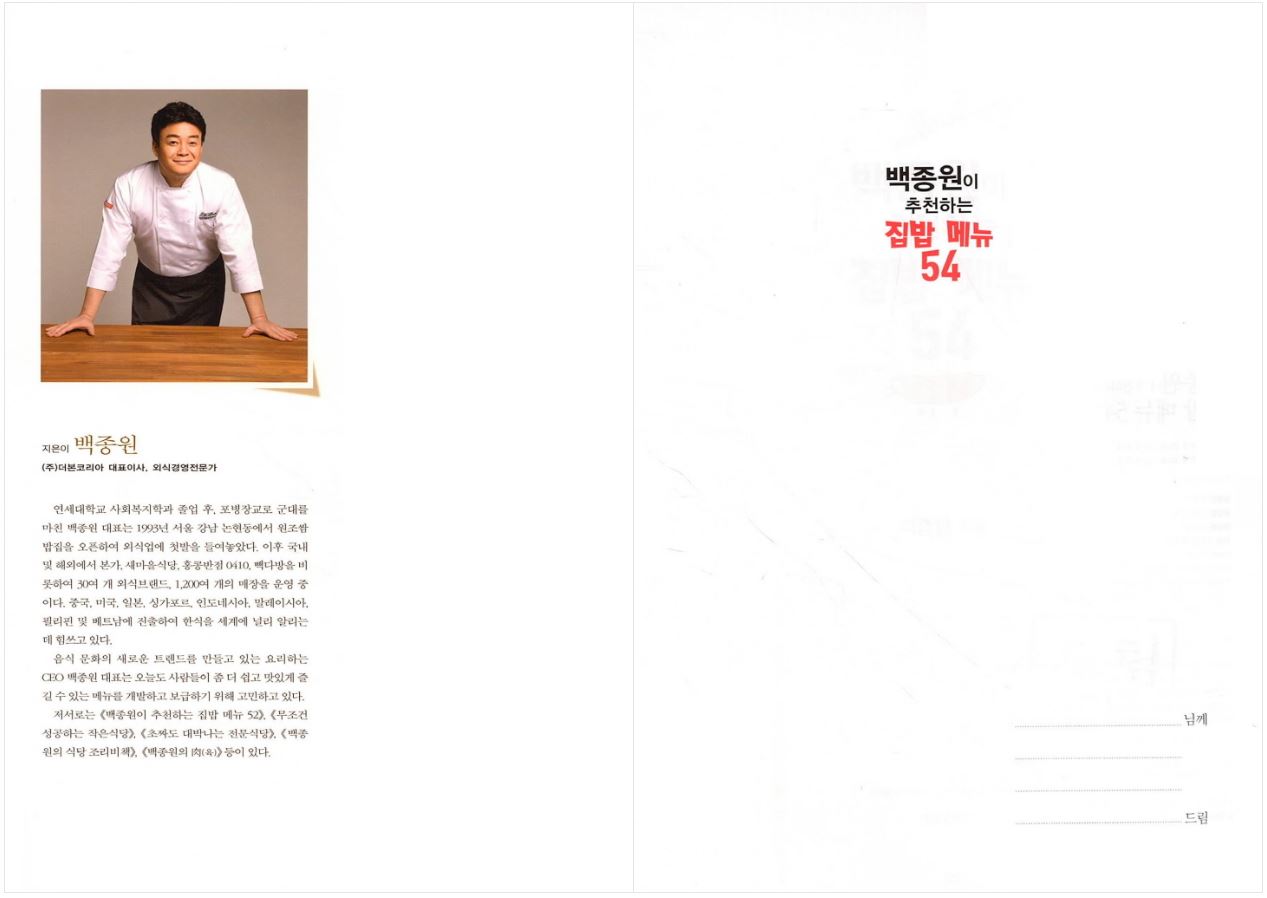 지은이 백종원
(주)더본코리아 대표이사, 외식경영전문가
연세대학교 사회복지학과 졸업 후, 포병장교로 군대를
마친 백종원 대표는 1993년 서울 강남 논현동에서 원조쌈
밥집을 오픈하여 외식업에 첫발을 들여놓았다. 이후 국내
및 해외에서 본가, 새마을식당, 홍콩반점 0410, 빽다방을 비
롯하여 30여 개 외식브랜드, 1,200여 개의 매장을 운영 중
이다. 중국, 미국, 일본, 싱가포르, 인도네시아, 말레이시아,
필리핀 및 베트남에 진출하여 한식을 세계에 널리 알리는
데 힘쓰고 있다.
음식 문화의 새로운 트렌드를 만들고 있는 요리하는
CEO 백종원 대표는 오늘도 사람들이 좀 더 쉽고 맛있게 즐
길 수 있는 메뉴를 개발하고 보급하기 위해 고민하고 있다.
저서로는 《백종원이 추천하는 집밥 메뉴 52》, 《무조건
성공하는 작은식당》, 《초짜도 대박나는 전문식당》, 《백종
원의 식당 조리비책》, 《백종원의 肉(육)》 등이 있다.
백종원이
추천하는
집밥 메뉴
54
님께
드림